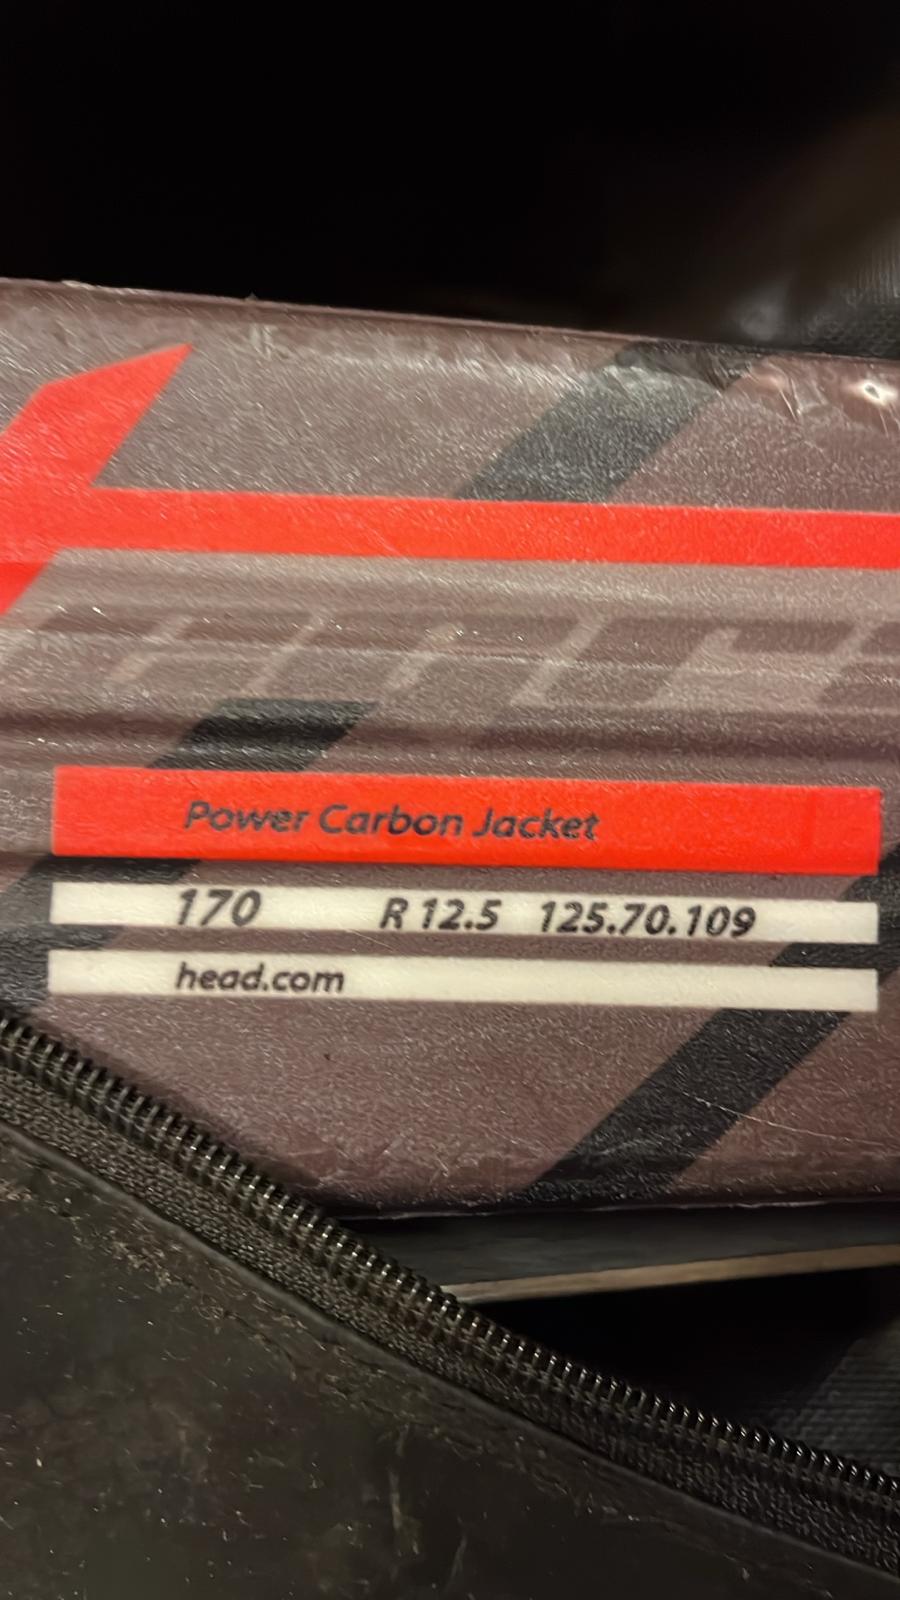 Power Carbon Jacket
170 R 12.5 125.70.109
head.com